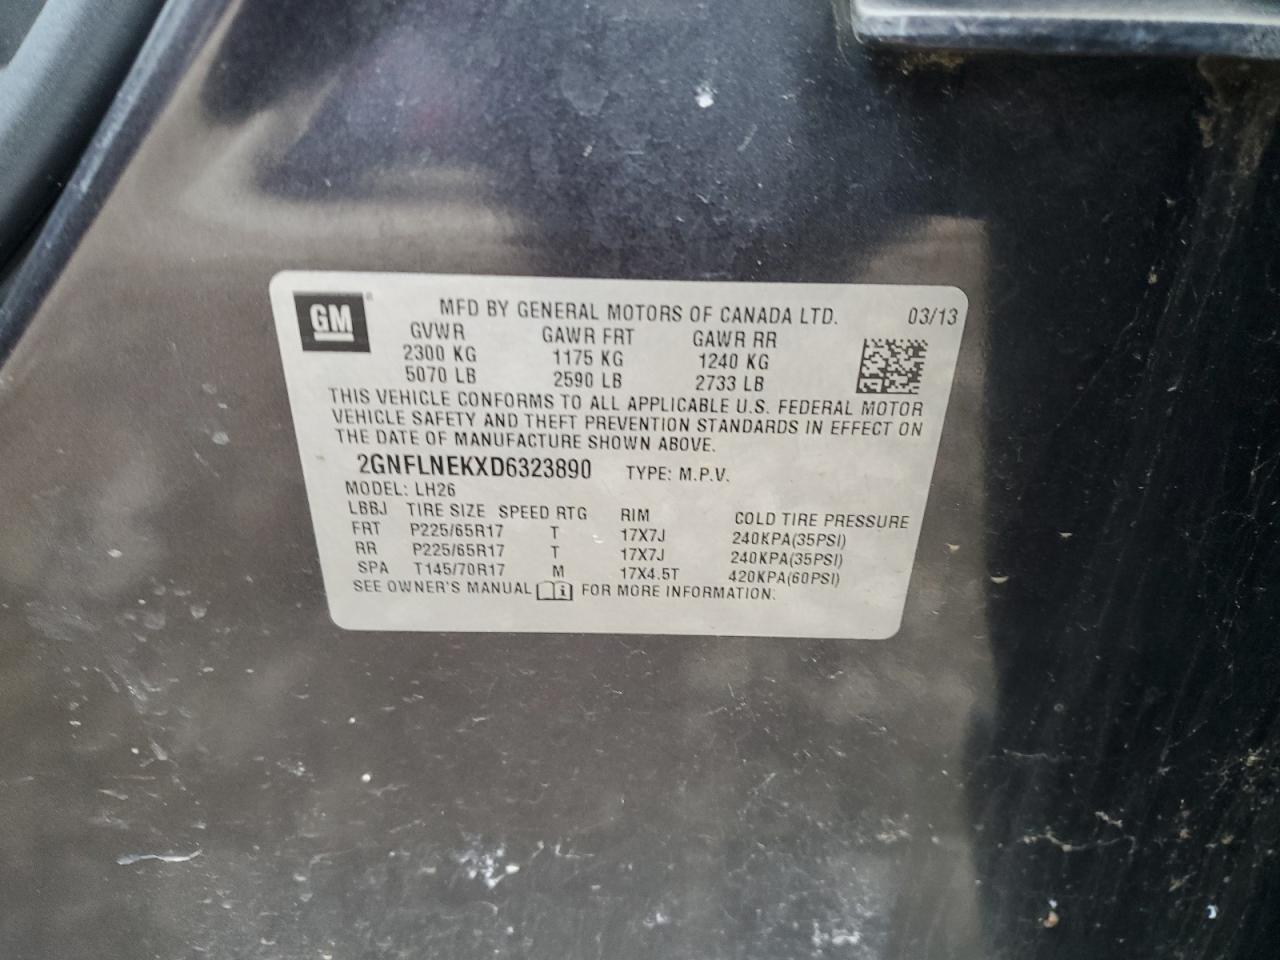 GM® MFD BY GENERAL MOTORS OF CANADA LTD. 03/13
GVWR GAWR FRT GAWR RR
2300 KG 1175 KG 1240 KG
5070 LB 2590 LB 2733 LB
THIS VEHICLE CONFORMS TO ALL APPLICABLE U.S. FEDERAL MOTOR
VEHICLE SAFETY AND THEFT PREVENTION STANDARDS IN EFFECT ON
THE DATE OF MANUFACTURE SHOWN ABOVE.
2GNFLNEKXD6323890 TYPE: M.P.V.
MODEL: LH26
LBBJ TIRE SIZE SPEED RTG RIM COLD TIRE PRESSURE
FRT P225/65R17 T 17X7J 240KPA(35PSI)
RR P225/65R17 T 17X7J 240KPA(35PSI)
SPA T145/70R17 M 17X4.5T 420KPA(60PSI)
SEE OWNER'S MANUAL i FOR MORE INFORMATION.